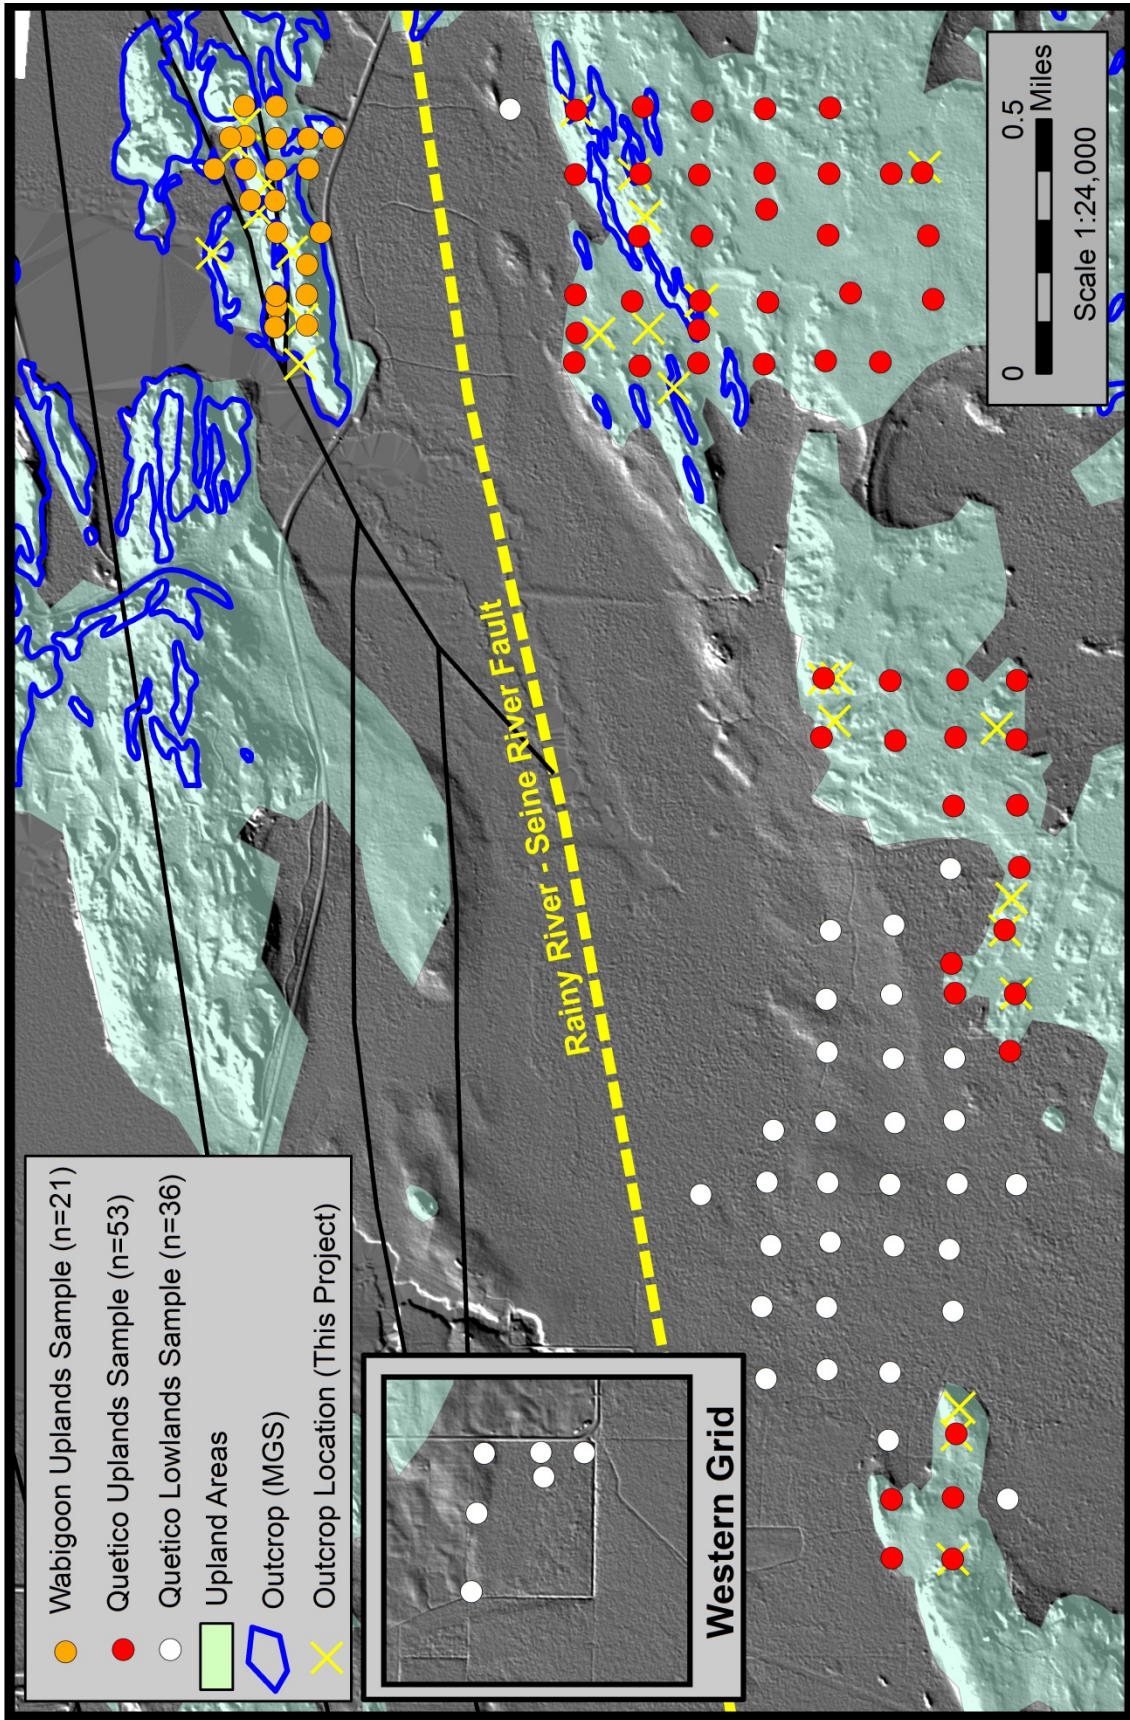 Wabigoon Uplands Sample (n=21)
Quetico Uplands Sample (n=53)
Quetico Lowlands Sample (n=36)
Upland Areas
Outcrop (MGS)
Outcrop Location (This Project)
Western Grid
Rainy River - Seine River Fault
0 0.5
Miles
Scale 1:24,000